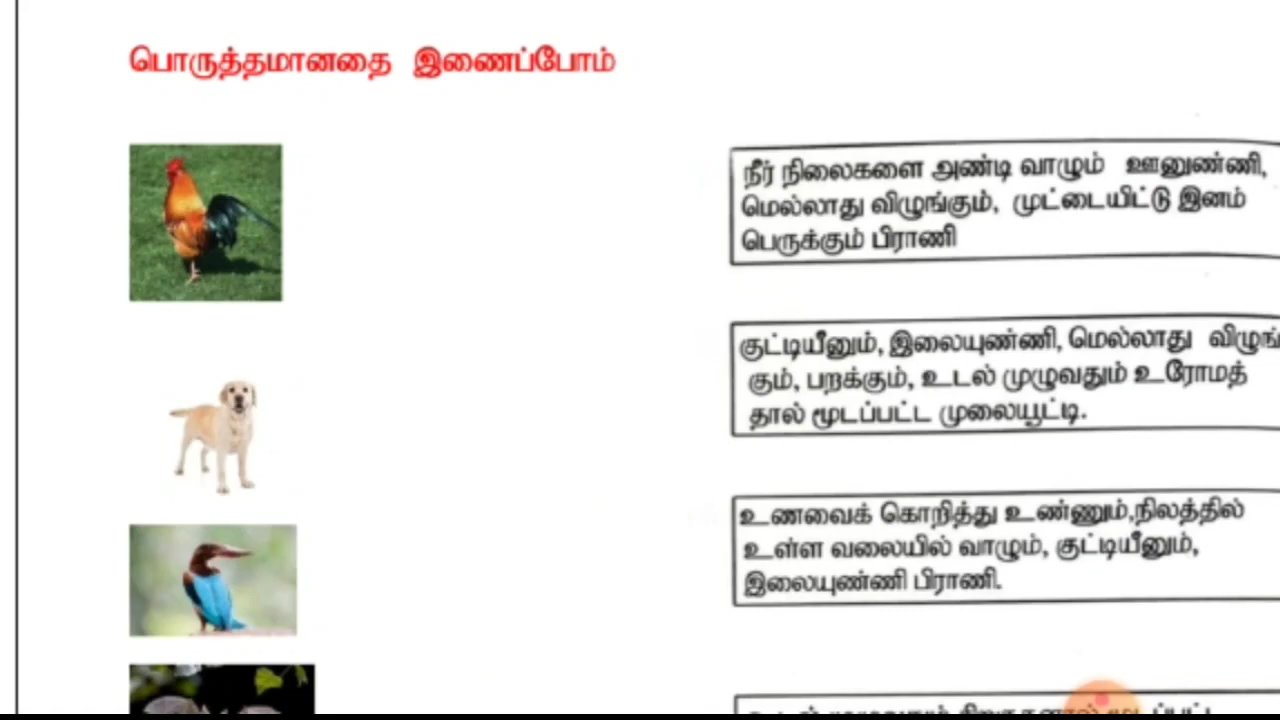 பொருத்தமானதை இணைப்போம்
நீர் நிலைகளை அண்டி வாழும் ஊனுண்ணி,
மெல்லாது விழுங்கும், முட்டையிட்டு இனம்
பெருக்கும் பிராணி
குட்டியீனும், இலையுண்ணி, மெல்லாது விழுங்
கும், பறக்கும், உடல் முழுவதும் உரோமத்
தால் மூடப்பட்ட முலையூட்டி.
உணவைக் கொறித்து உண்ணும்,நிலத்தில்
உள்ள வலையில் வாழும், குட்டியீனும்,
இலையுண்ணி பிராணி.